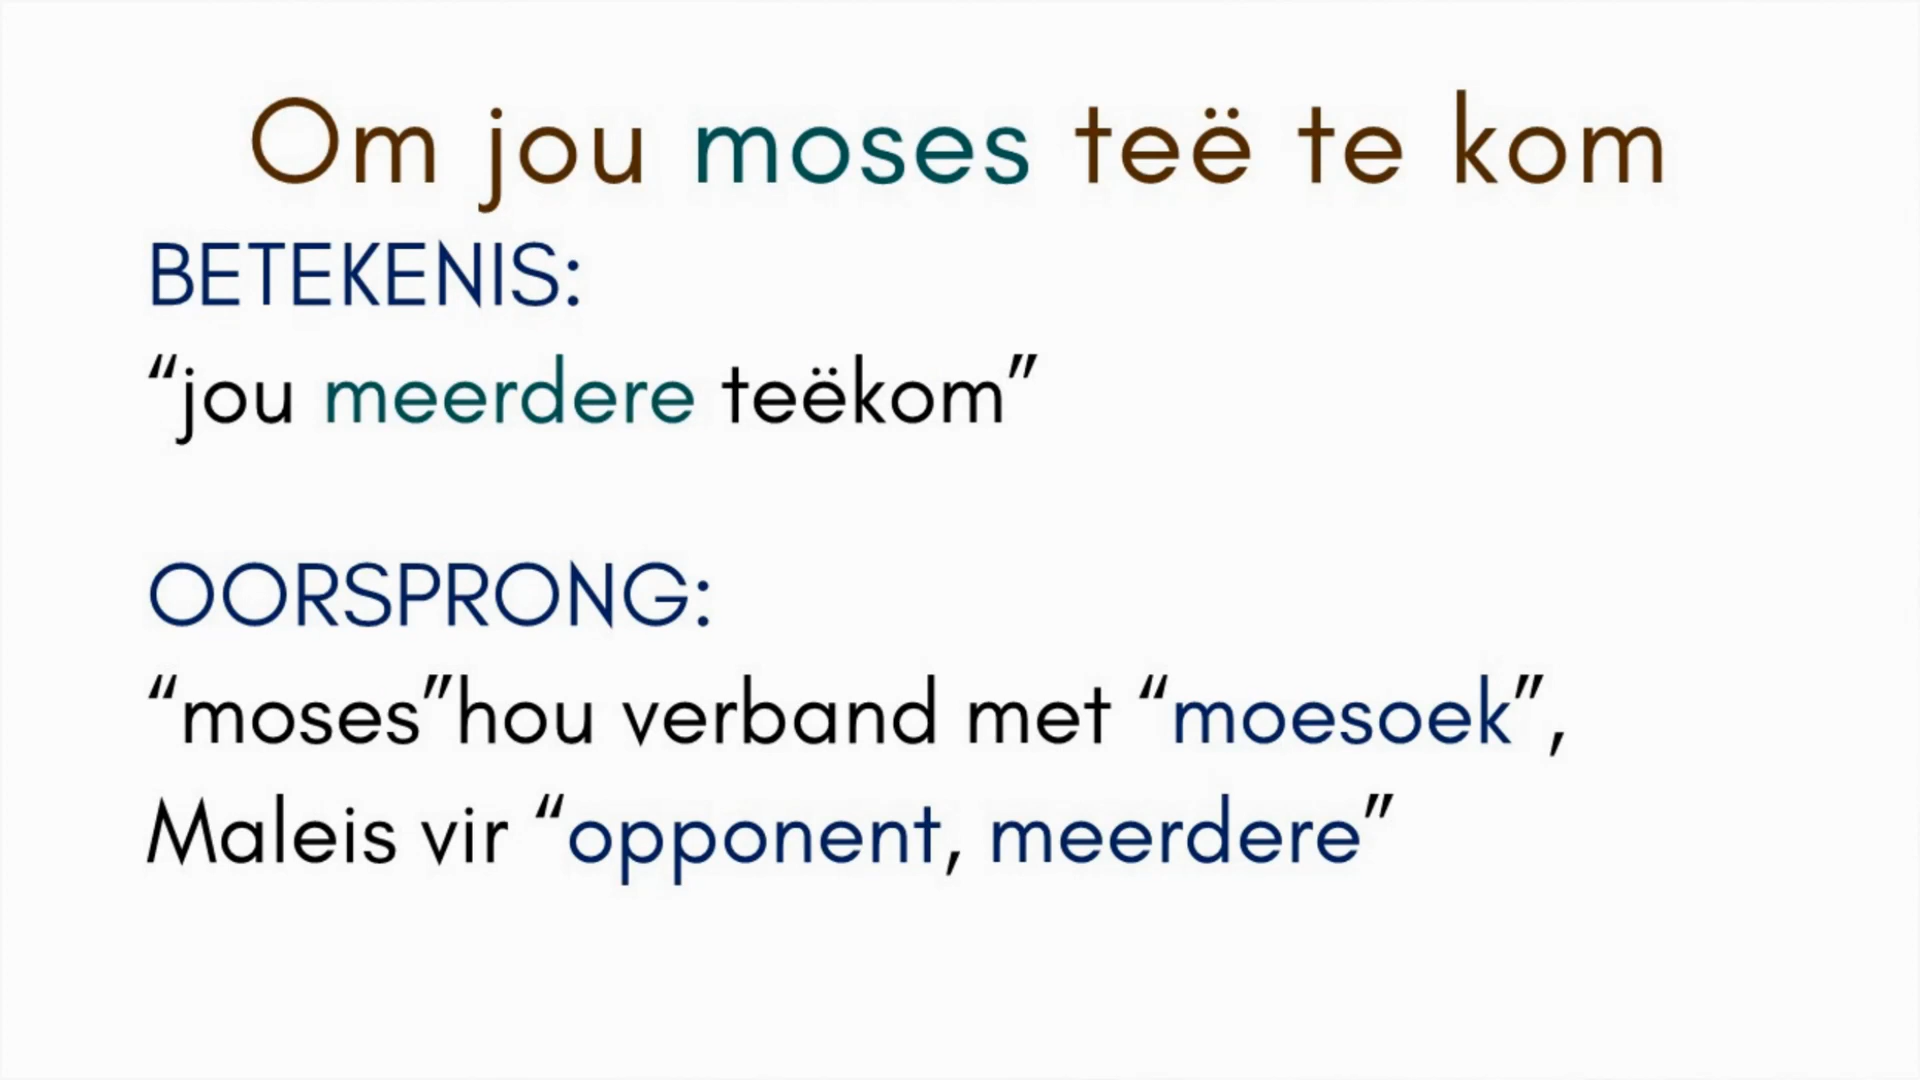 Om jou moses teë te kom
BETEKENIS:
“jou meerdere teëkom”
OORSPRONG:
“moses”hou verband met “moesoek”,
Maleis vir “opponent, meerdere”